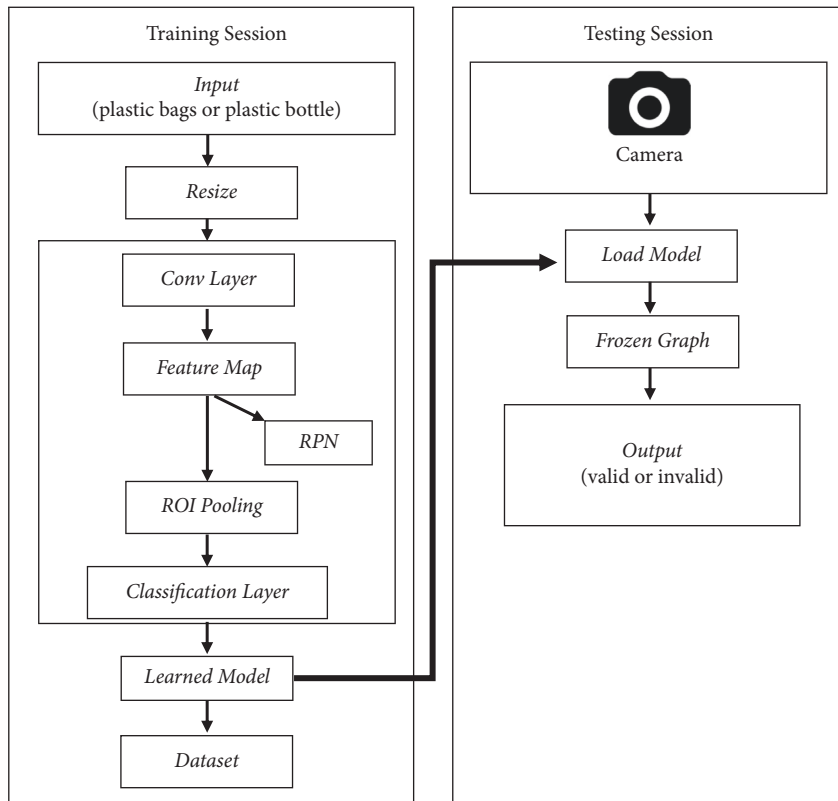 Training Session
Input
(plastic bags or plastic bottle)
Resize
Conv Layer
Feature Map
RPN
ROI Pooling
Classification Layer
Learned Model
Dataset
Testing Session
Camera
Load Model
Frozen Graph
Output
(valid or invalid)